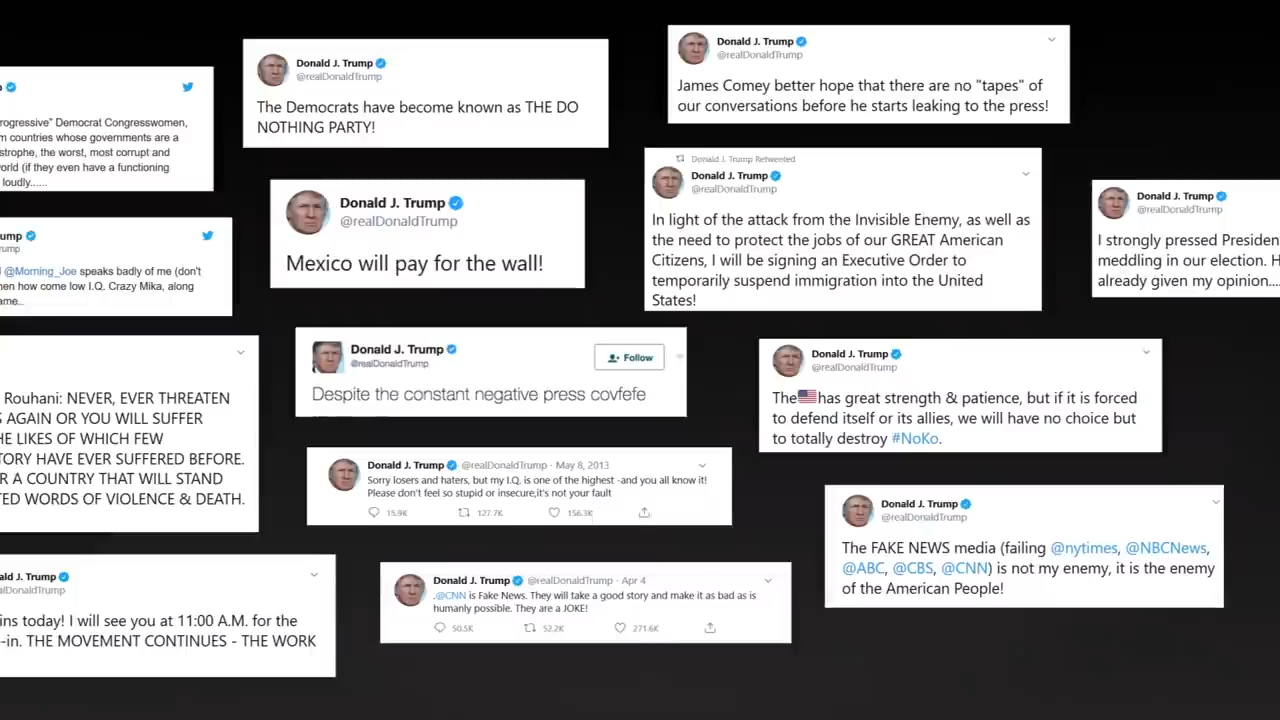 rogressive" Democrat Congresswomen,
m countries whose governments are a
strophe, the worst, most corrupt and
vorld (if they even have a functioning
loudly......
ump
@Morning_Joe speaks badly of me (don't
hen how come low I.Q. Crazy Mika, along
ame..
Rouhani: NEVER, EVER THREATEN
S AGAIN OR YOU WILL SUFFER
HE LIKES OF WHICH FEW
TORY HAVE EVER SUFFERED BEFORE.
R A COUNTRY THAT WILL STAND
TED WORDS OF VIOLENCE & DEATH.
ald J. Trump
ealDonaldTrump
ins today! I will see you at 11:00 A.M. for the
-in. THE MOVEMENT CONTINUES - THE WORK
Donald J. Trump
@realDonaldTrump
The Democrats have become known as THE DO
NOTHING PARTY!
Donald J. Trump
@realDonaldTrump
Mexico will pay for the wall!
Donald J. Trump
@realDonaldTrump
Follow
Despite the constant negative press covfefe
Donald J. Trump @realDonaldTrump · May 8, 2013
Sorry losers and haters, but my I.Q. is one of the highest -and you all know it!
Please don't feel so stupid or insecure,it's not your fault
15.9K 127.7K 156.3K
Donald J. Trump @realDonaldTrump · Apr 4
.@CNN is Fake News. They will take a good story and make it as bad as is
humanly possible. They are a JOKE!
50.5K 52.2K 271.6K
Donald J. Trump
@realDonaldTrump
James Comey better hope that there are no "tapes" of
our conversations before he starts leaking to the press!
Donald J. Trump Retweeted
Donald J. Trump
@realDonaldTrump
In light of the attack from the Invisible Enemy, as well as
the need to protect the jobs of our GREAT American
Citizens, I will be signing an Executive Order to
temporarily suspend immigration into the United
States!
Donald J. Trump
@realDonaldTrump
The has great strength & patience, but if it is forced
to defend itself or its allies, we will have no choice but
to totally destroy #NoKo.
Donald J. Trump
@realDonaldTrump
The FAKE NEWS media (failing @nytimes, @NBCNews,
@ABC, @CBS, @CNN) is not my enemy, it is the enemy
of the American People!
Donald J. Trump
@realDonaldTrump
I strongly pressed Presiden
meddling in our election. H
already given my opinion....